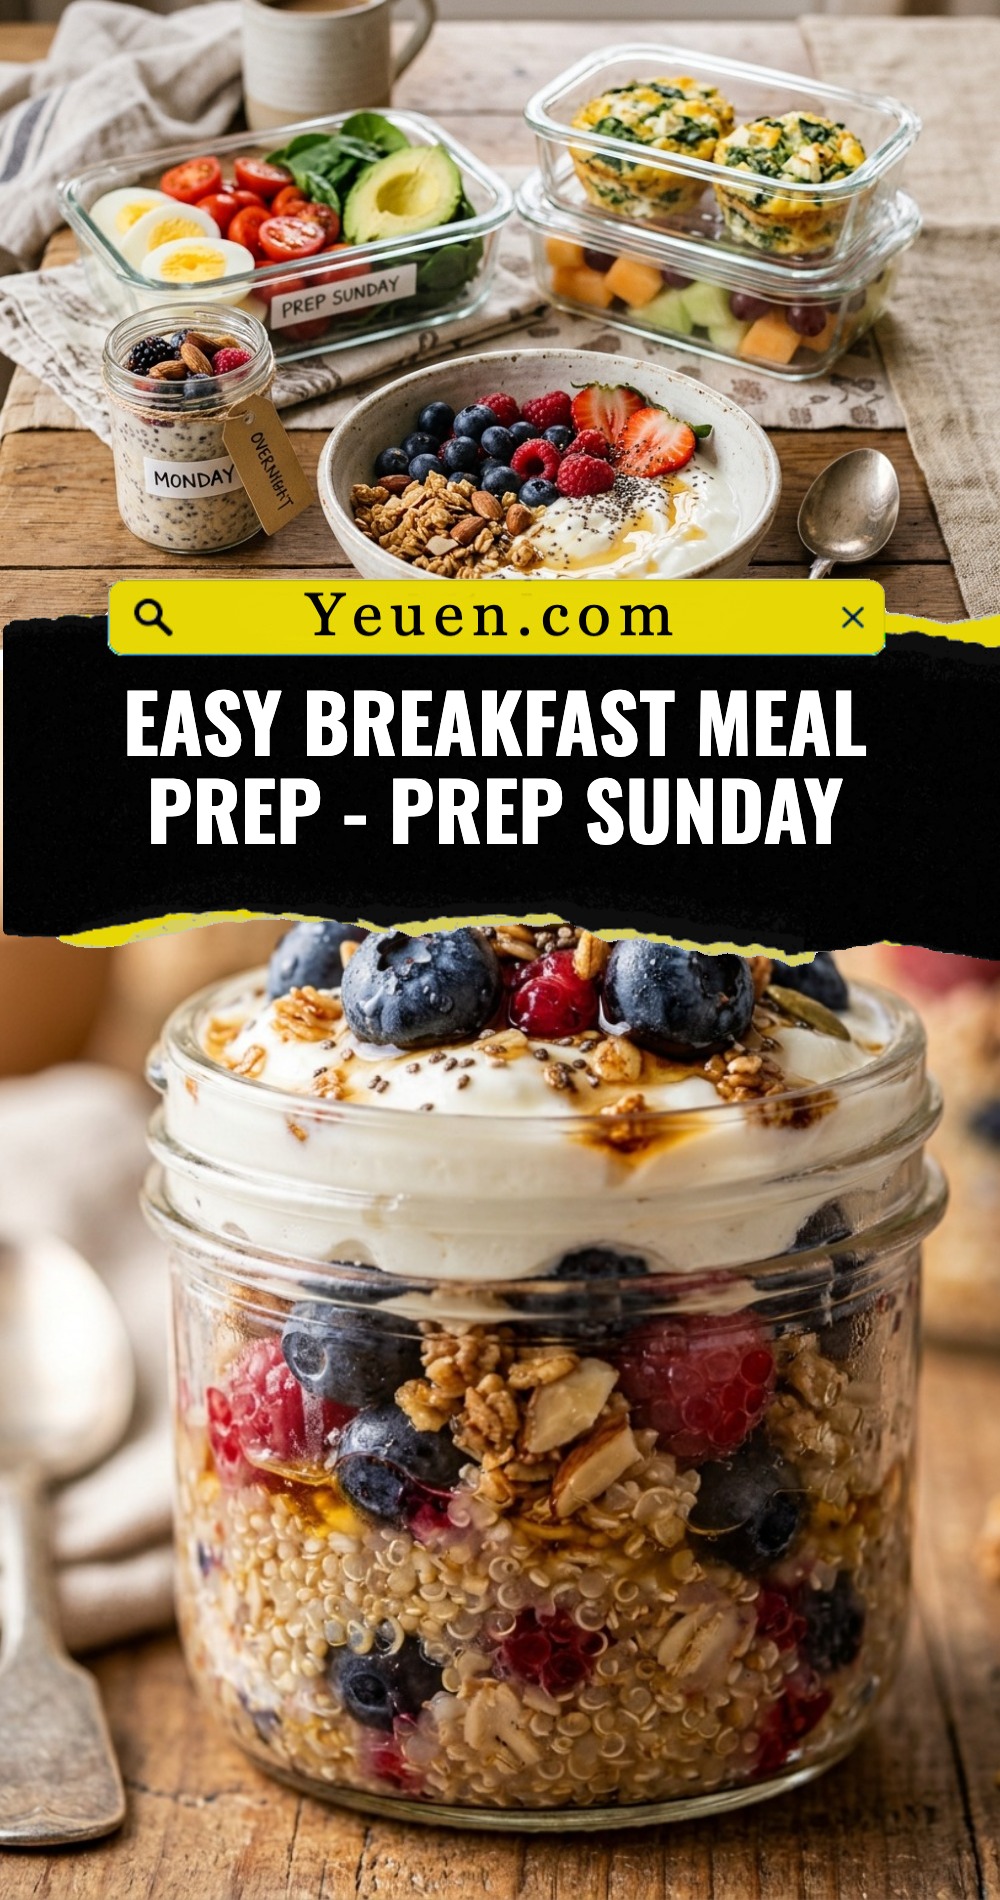 PREP SUNDAY
MONDAY
OVERNIGHT
Yeuen.com
EASY BREAKFAST MEAL
PREP - PREP SUNDAY